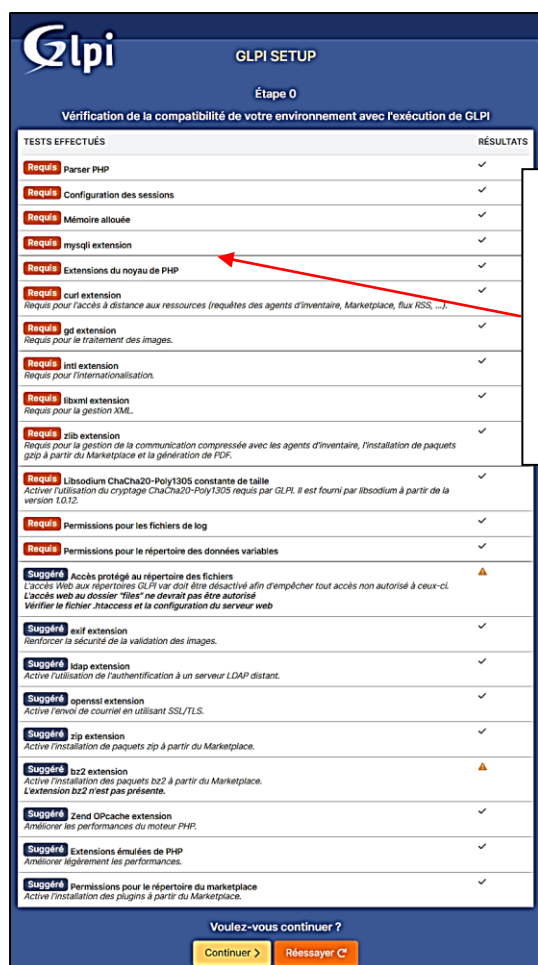 Glpi
GLPI SETUP
Étape 0
Vérification de la compatibilité de votre environnement avec l'exécution de GLPI
TESTS EFFECTUÉS RÉSULTATS
Requis Parser PHP
Requis Configuration des sessions
Requis Mémoire allouée
Requis mysqli extension
Requis Extensions du noyau de PHP
Requis curl extension
Requis pour l'accès à distance aux ressources (requêtes des agents d'inventaire, Marketplace, flux RSS, ...).
Requis gd extension
Requis pour le traitement des images.
Requis intl extension
Requis pour l'internationalisation.
Requis libxml extension
Requis pour la gestion XML.
Requis zlib extension
Requis pour la gestion de la communication compressée avec les agents d'inventaire, l'installation de paquets
gzip à partir du Marketplace et la génération de PDF.
Requis Libsodium ChaCha20-Poly1305 constante de taille
Activer l'utilisation du cryptage ChaCha20-Poly1305 requis par GLPI. Il est fourni par libsodium à partir de la
version 1.0.12.
Requis Permissions pour les fichiers de log
Requis Permissions pour le répertoire des données variables
Suggéré Accès protégé au répertoire des fichiers
L'accès Web aux répertoires GLPI var doit être désactivé afin d'empêcher tout accès non autorisé à ceux-ci.
L'accès web au dossier "files" ne devrait pas être autorisé
Vérifier le fichier .htaccess et la configuration du serveur web
Suggéré exif extension
Renforcer la sécurité de la validation des images.
Suggéré ldap extension
Active l'utilisation de l'authentification à un serveur LDAP distant.
Suggéré openssl extension
Active l'envoi de courriel en utilisant SSL/TLS.
Suggéré zip extension
Active l'installation de paquets zip à partir du Marketplace.
Suggéré bz2 extension
Active l'installation des paquets bz2 à partir du Marketplace.
L'extension bz2 n'est pas présente.
Suggéré Zend OPcache extension
Améliorer les performances du moteur PHP.
Suggéré Extensions émulées de PHP
Améliorer légèrement les performances.
Suggéré Permissions pour le répertoire du marketplace
Active l'installation des plugins à partir du Marketplace.
Voulez-vous continuer ?
Continuer Réessayer